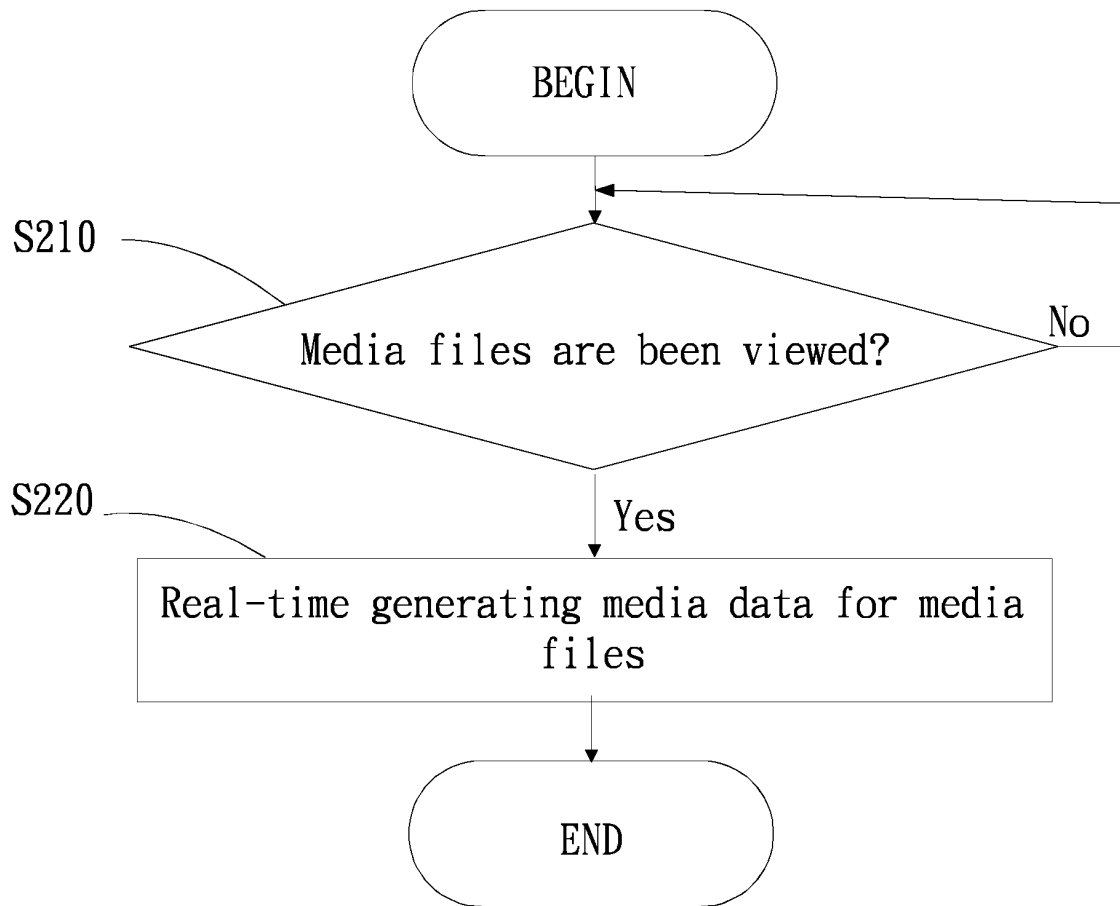 BEGIN
S210
Media files are been viewed?
No
Yes
S220
Real-time generating media data for media
files
END